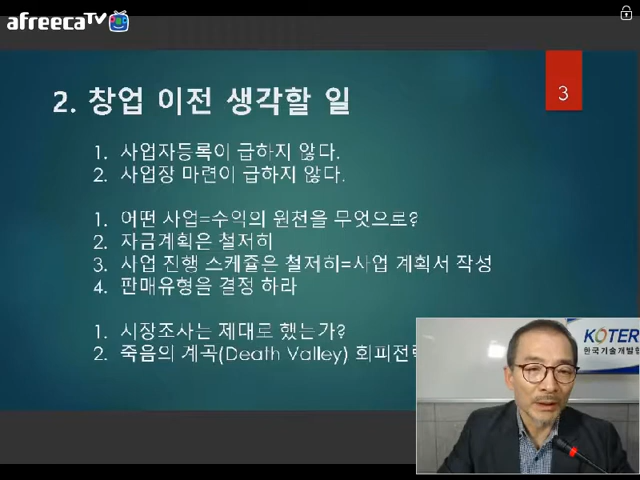 afreecaTV
2. 창업 이전 생각할 일
3
1. 사업자등록이 급하지 않다.
2. 사업장 마련이 급하지 않다.
1. 어떤 사업=수익의 원천을 무엇으로?
2. 자금계획은 철저히
3. 사업 진행 스케쥴은 철저히=사업 계획서 작성
4. 판매유형을 결정 하라
1. 시장조사는 제대로 했는가?
2. 죽음의 계곡(Death Valley) 회피전략
KOTER
한국기술개발협